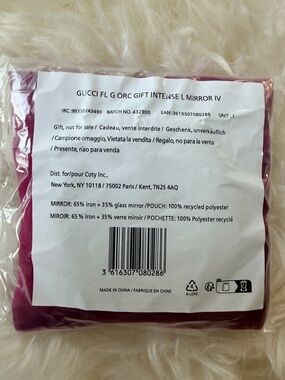 GUCCI FL G ORC GIFT INTENSE L MIRROR IV
IRC:99350243490 BATCH NO. 432900 EAN:3616307080286 UNIT:1
Gift, not for sale / Cadeau, vente interdite / Geschenk, unverkäuflich
/ Campione omaggio, Vietata la vendita / Regalo, no para la venta
/ Presente, nao para venda
Dist. for/pour Coty Inc.,
New York, NY 10118 / 75002 Paris / Kent, TN25 4AQ
MIRROR: 65% iron + 35% glass mirror / POUCH: 100% recycled polyester
MIROIR: 65% iron + 35% verre miroir / POCHETTE: 100% Polyester recyclé
3 616307 080286
MADE IN CHINA / FABRIQUE EN CHINE